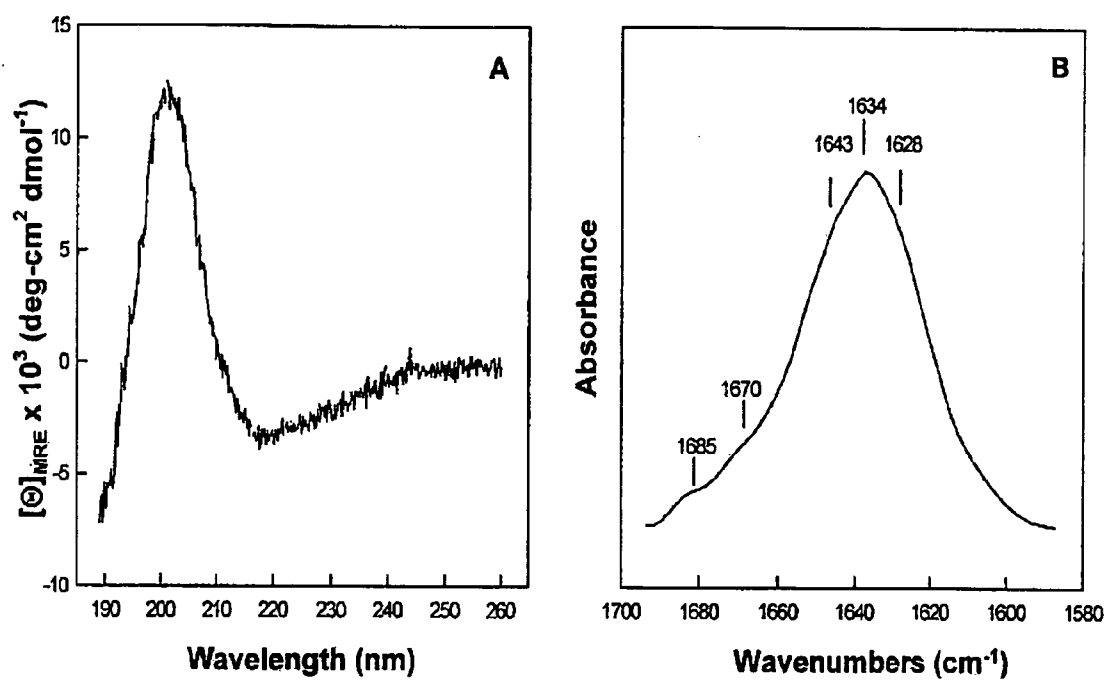 A
[Θ]MRE x 10³ (deg-cm² dmol⁻¹)
15
10
5
0
-5
-10
190 200 210 220 230 240 250 260
Wavelength (nm)
B
Absorbance
1634
1643 1628
1670
1685
1700 1680 1660 1640 1620 1600 1580
Wavenumbers (cm⁻¹)